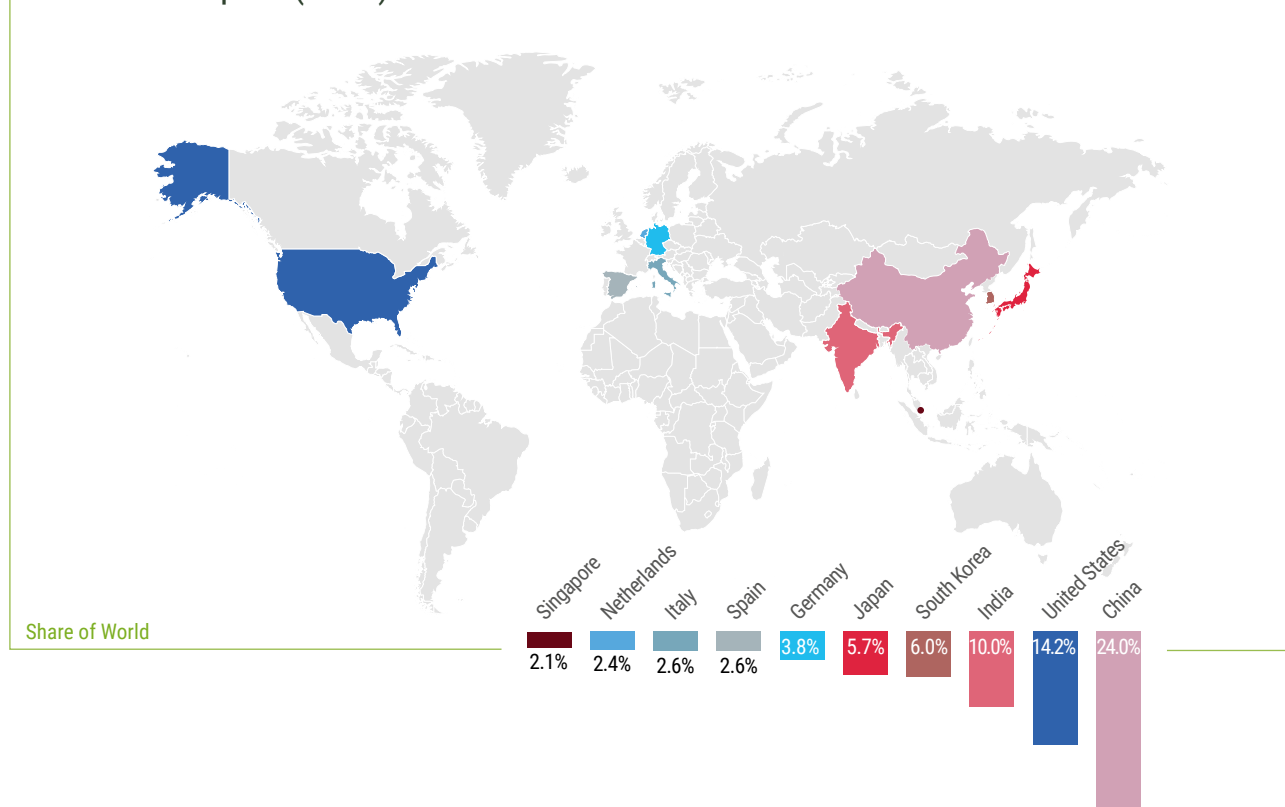 Singapore
Netherlands
Italy
Spain
Germany
Japan
South Korea
India
United States
China
Share of World
2.1%
2.4%
2.6%
2.6%
3.8%
5.7%
6.0%
10.0%
14.2%
24.0%